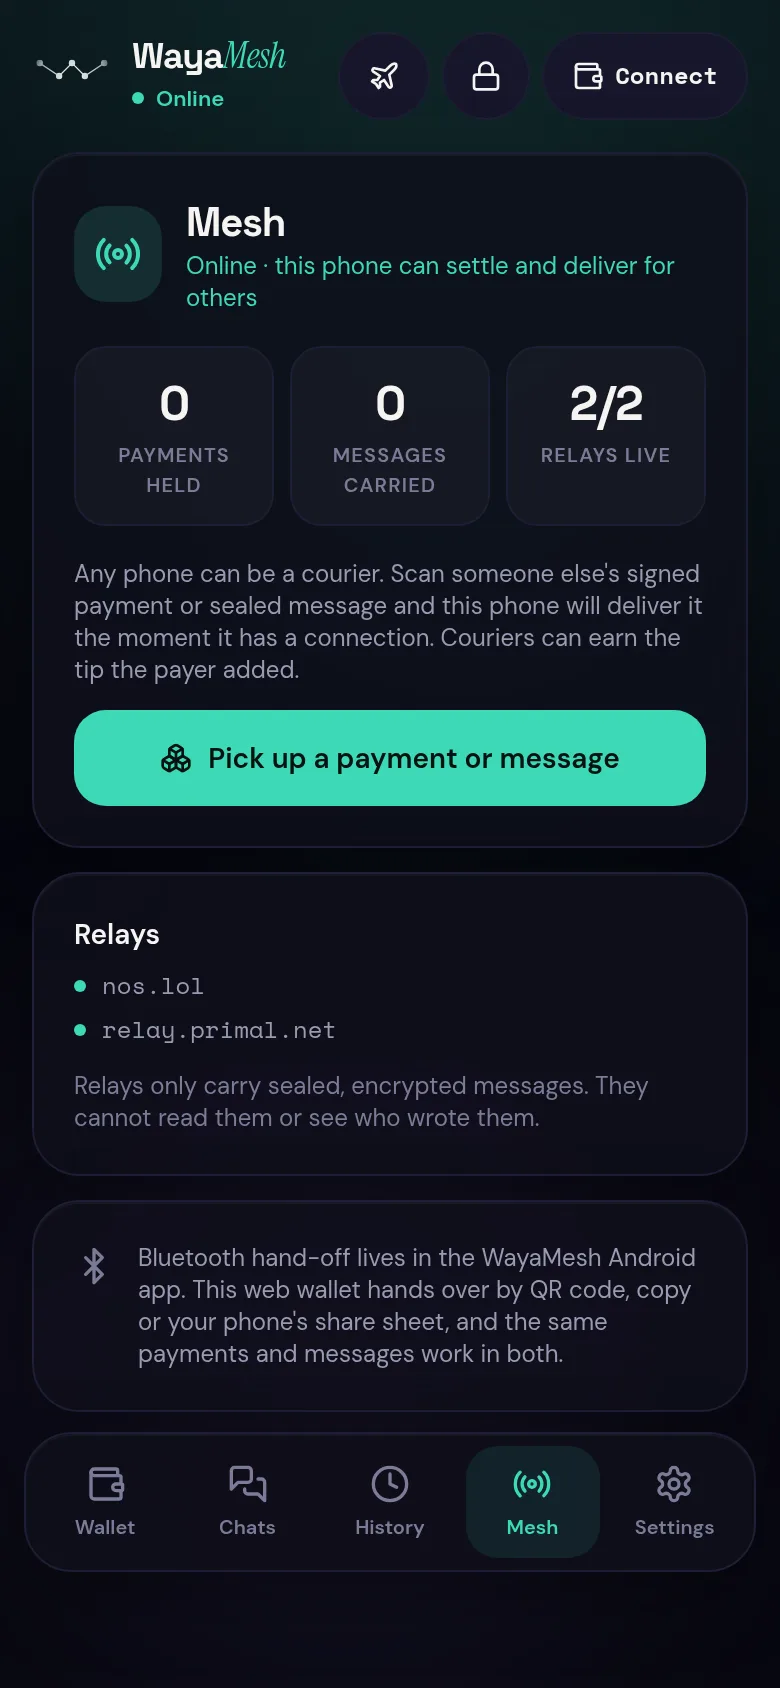 WayaMesh
Online
Connect
Mesh
Online · this phone can settle and deliver for
others
0
PAYMENTS
HELD
0
MESSAGES
CARRIED
2/2
RELAYS LIVE
Any phone can be a courier. Scan someone else's signed
payment or sealed message and this phone will deliver it
the moment it has a connection. Couriers can earn the
tip the payer added.
Pick up a payment or message
Relays
nos.lol
relay.primal.net
Relays only carry sealed, encrypted messages. They
cannot read them or see who wrote them.
Bluetooth hand-off lives in the WayaMesh Android
app. This web wallet hands over by QR code, copy
or your phone's share sheet, and the same
payments and messages work in both.
Wallet
Chats
History
Mesh
Settings